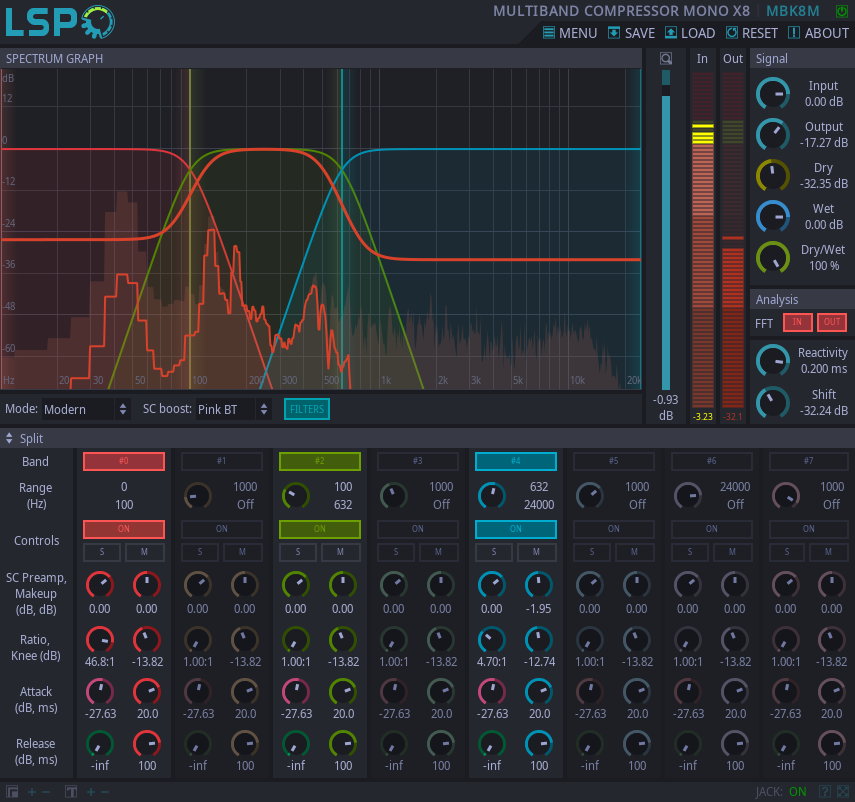 LSP
MULTIBAND COMPRESSOR MONO X8 MBK8M
MENU SAVE LOAD RESET ABOUT
SPECTRUM GRAPH
In Out
Signal
dB
12
0
-12
-24
-36
-48
-60
Hz 20 30 50 100 200 300 500 1k 2k 3k 5k 10k 20k
-0.93
dB
-3.23 -32.1
Input
0.00 dB
Output
-17.27 dB
Dry
-32.35 dB
Wet
0.00 dB
Dry/Wet
100 %
Analysis
FFT IN OUT
Reactivity
0.200 ms
Shift
-32.24 dB
Mode: Modern SC boost: Pink BT FILTERS
Split
Band #0 #1 #2 #3 #4 #5 #6 #7
Range 0 1000 100 1000 632 1000 24000 1000
(Hz) 100 Off 632 Off 24000 Off Off Off
Controls
ON ON ON ON ON ON ON ON
S M S M S M S M S M S M S M S M
SC Preamp,
Makeup
(dB, dB)
0.00 0.00 0.00 0.00 0.00 0.00 0.00 0.00 0.00 -1.95 0.00 0.00 0.00 0.00 0.00 0.00
Ratio,
Knee (dB)
46.8:1 -13.82 1.00:1 -13.82 1.00:1 -13.82 1.00:1 -13.82 4.70:1 -12.74 1.00:1 -13.82 1.00:1 -13.82 1.00:1 -13.82
Attack
(dB, ms)
-27.63 20.0 -27.63 20.0 -27.63 20.0 -27.63 20.0 -27.63 20.0 -27.63 20.0 -27.63 20.0 -27.63 20.0
Release
(dB, ms)
-inf 100 -inf 100 -inf 100 -inf 100 -inf 100 -inf 100 -inf 100 -inf 100
JACK: ON